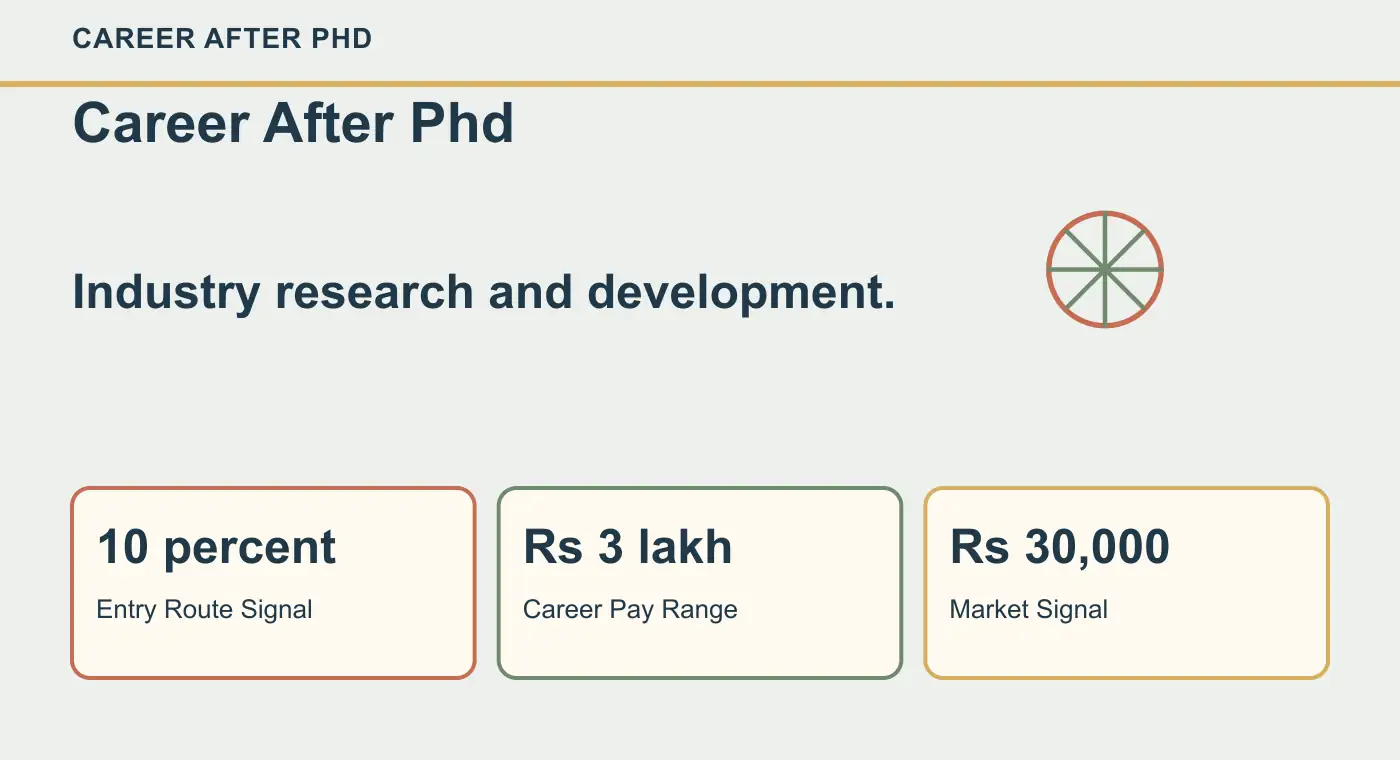 CAREER AFTER PHD
Career After Phd
Industry research and development.
10 percent
Entry Route Signal
Rs 3 lakh
Career Pay Range
Rs 30,000
Market Signal